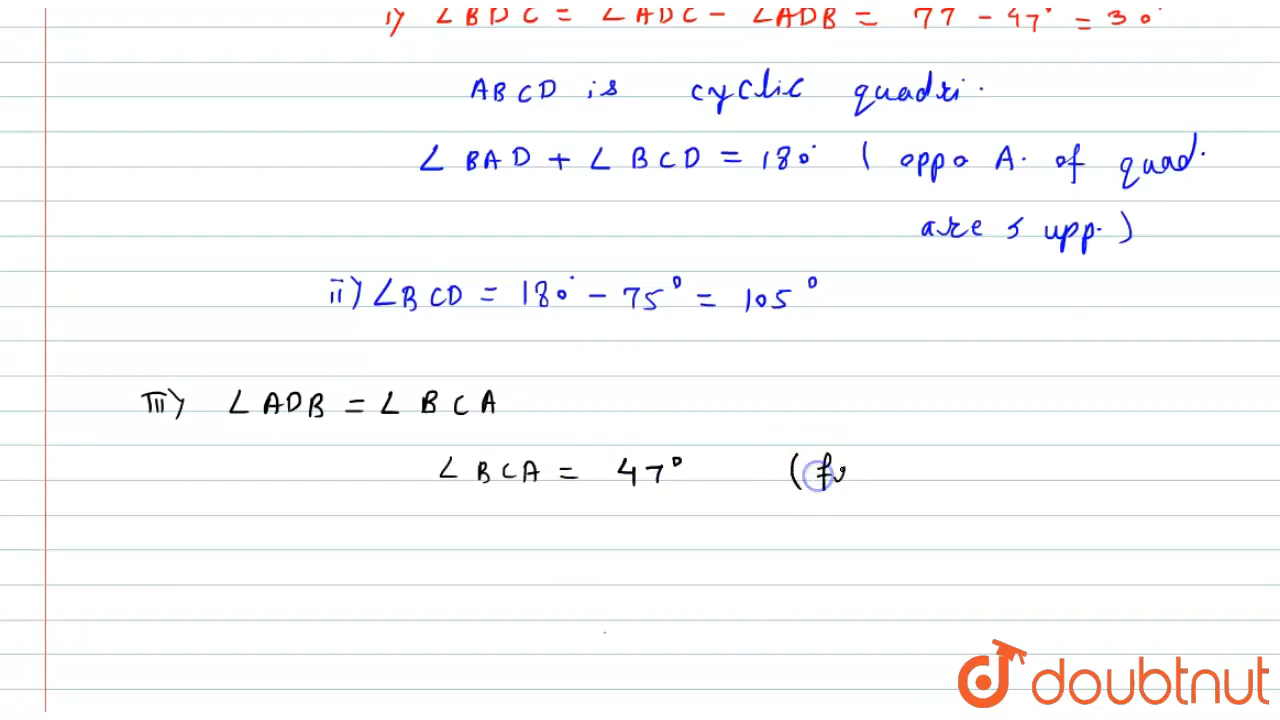 i) ∠BDC = ∠ADC - ∠ADB = 77 - 47° = 30°
ABCD is cyclic quadri.
∠BAD + ∠BCD = 180° ( oppo A. of quad.
are supp.)
ii) ∠BCD = 180° - 75° = 105°
iii) ∠ADB = ∠BCA
∠BCA = 47° (
doubtnut